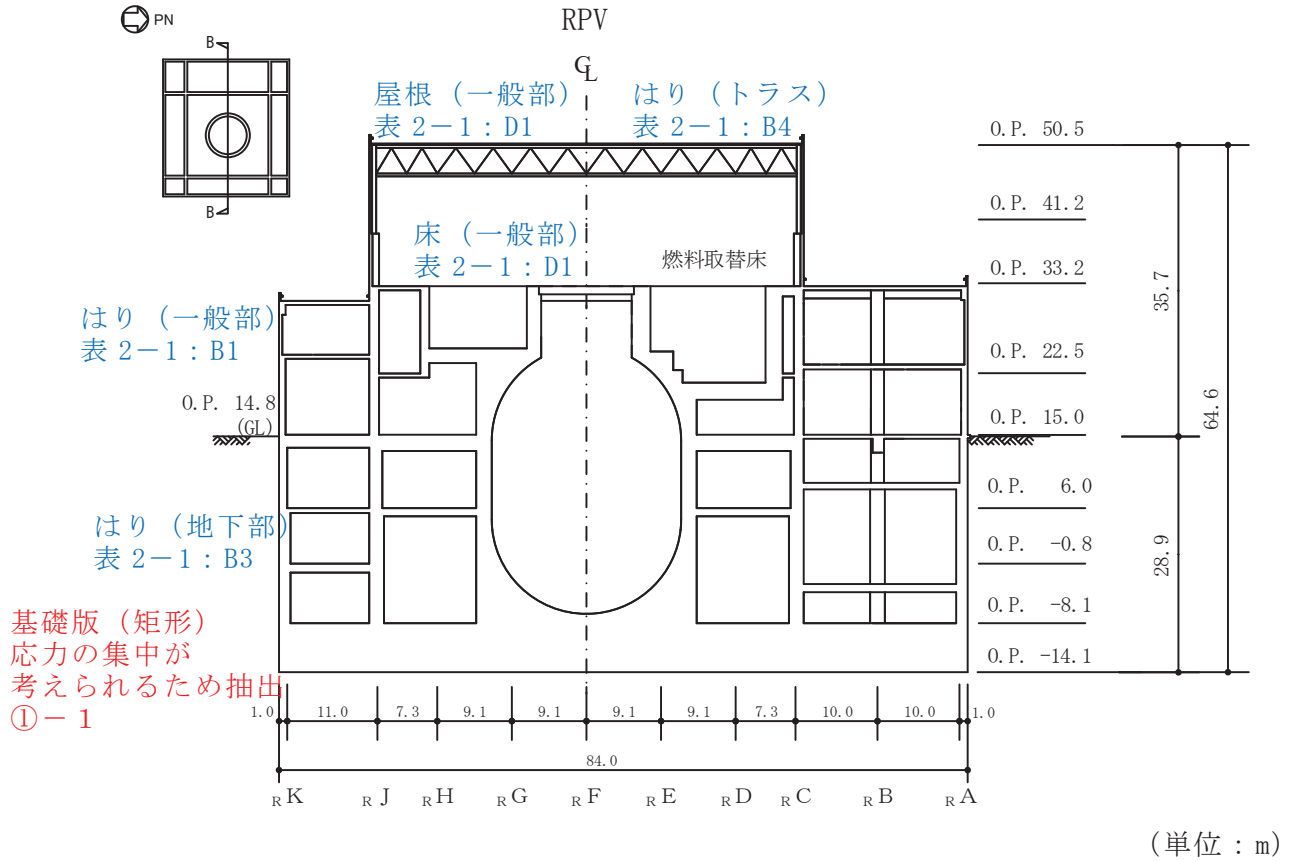 PN
B
B
RPV
C
L
屋根（一般部）
表 2－1：D1
はり（トラス）
表 2－1：B4
床（一般部）
表 2－1：D1
燃料取替床
はり（一般部）
表 2－1：B1
O.P. 14.8
(GL)
はり（地下部）
表 2－1：B3
基礎版（矩形）
応力の集中が
考えられるため抽出
①－1
O.P. 50.5
O.P. 41.2
O.P. 33.2
O.P. 22.5
O.P. 15.0
O.P. 6.0
O.P. -0.8
O.P. -8.1
O.P. -14.1
35.7
28.9
64.6
1.0 11.0 7.3 9.1 9.1 9.1 9.1 7.3 10.0 10.0 1.0
84.0
RK RJ RH RG RF RE RD RC RB RA
(単位：m)